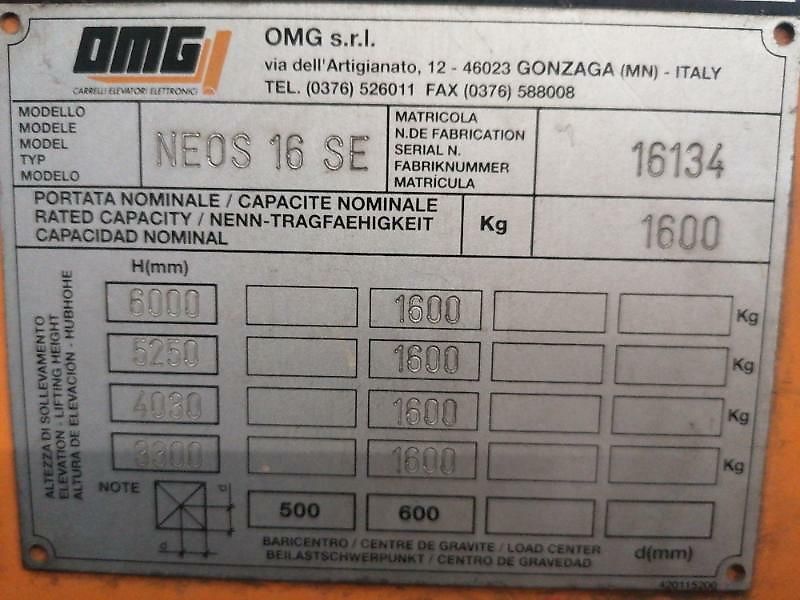 OMG
CARRELLI ELEVATORI ELETTRONICI
OMG s.r.l.
via dell'Artigianato, 12 - 46023 GONZAGA (MN) - ITALY
TEL. (0376) 526011 FAX (0376) 588008
MODELLO
MODELE
MODEL
TYP
MODELO
NEOS 16 SE
MATRICOLA
N.DE FABRICATION
SERIAL N.
FABRIKNUMMER
MATRÍCULA
16134
PORTATA NOMINALE / CAPACITE NOMINALE
RATED CAPACITY / NENN-TRAGFAEHIGKEIT
CAPACIDAD NOMINAL
Kg
1600
H(mm)
ALTEZZA DI SOLLEVAMENTO
ELEVATION - LIFTING HEIGHT
ALTURA DE ELEVACION - HUBHOHE
6000 1600 Kg
5250 1600 Kg
4030 1600 Kg
3300 1600 Kg
NOTE
d
d
500 600
d(mm)
BARICENTRO / CENTRE DE GRAVITE / LOAD CENTER
BEILASTSCHWERPUNKT / CENTRO DE GRAVEDAD
420115200